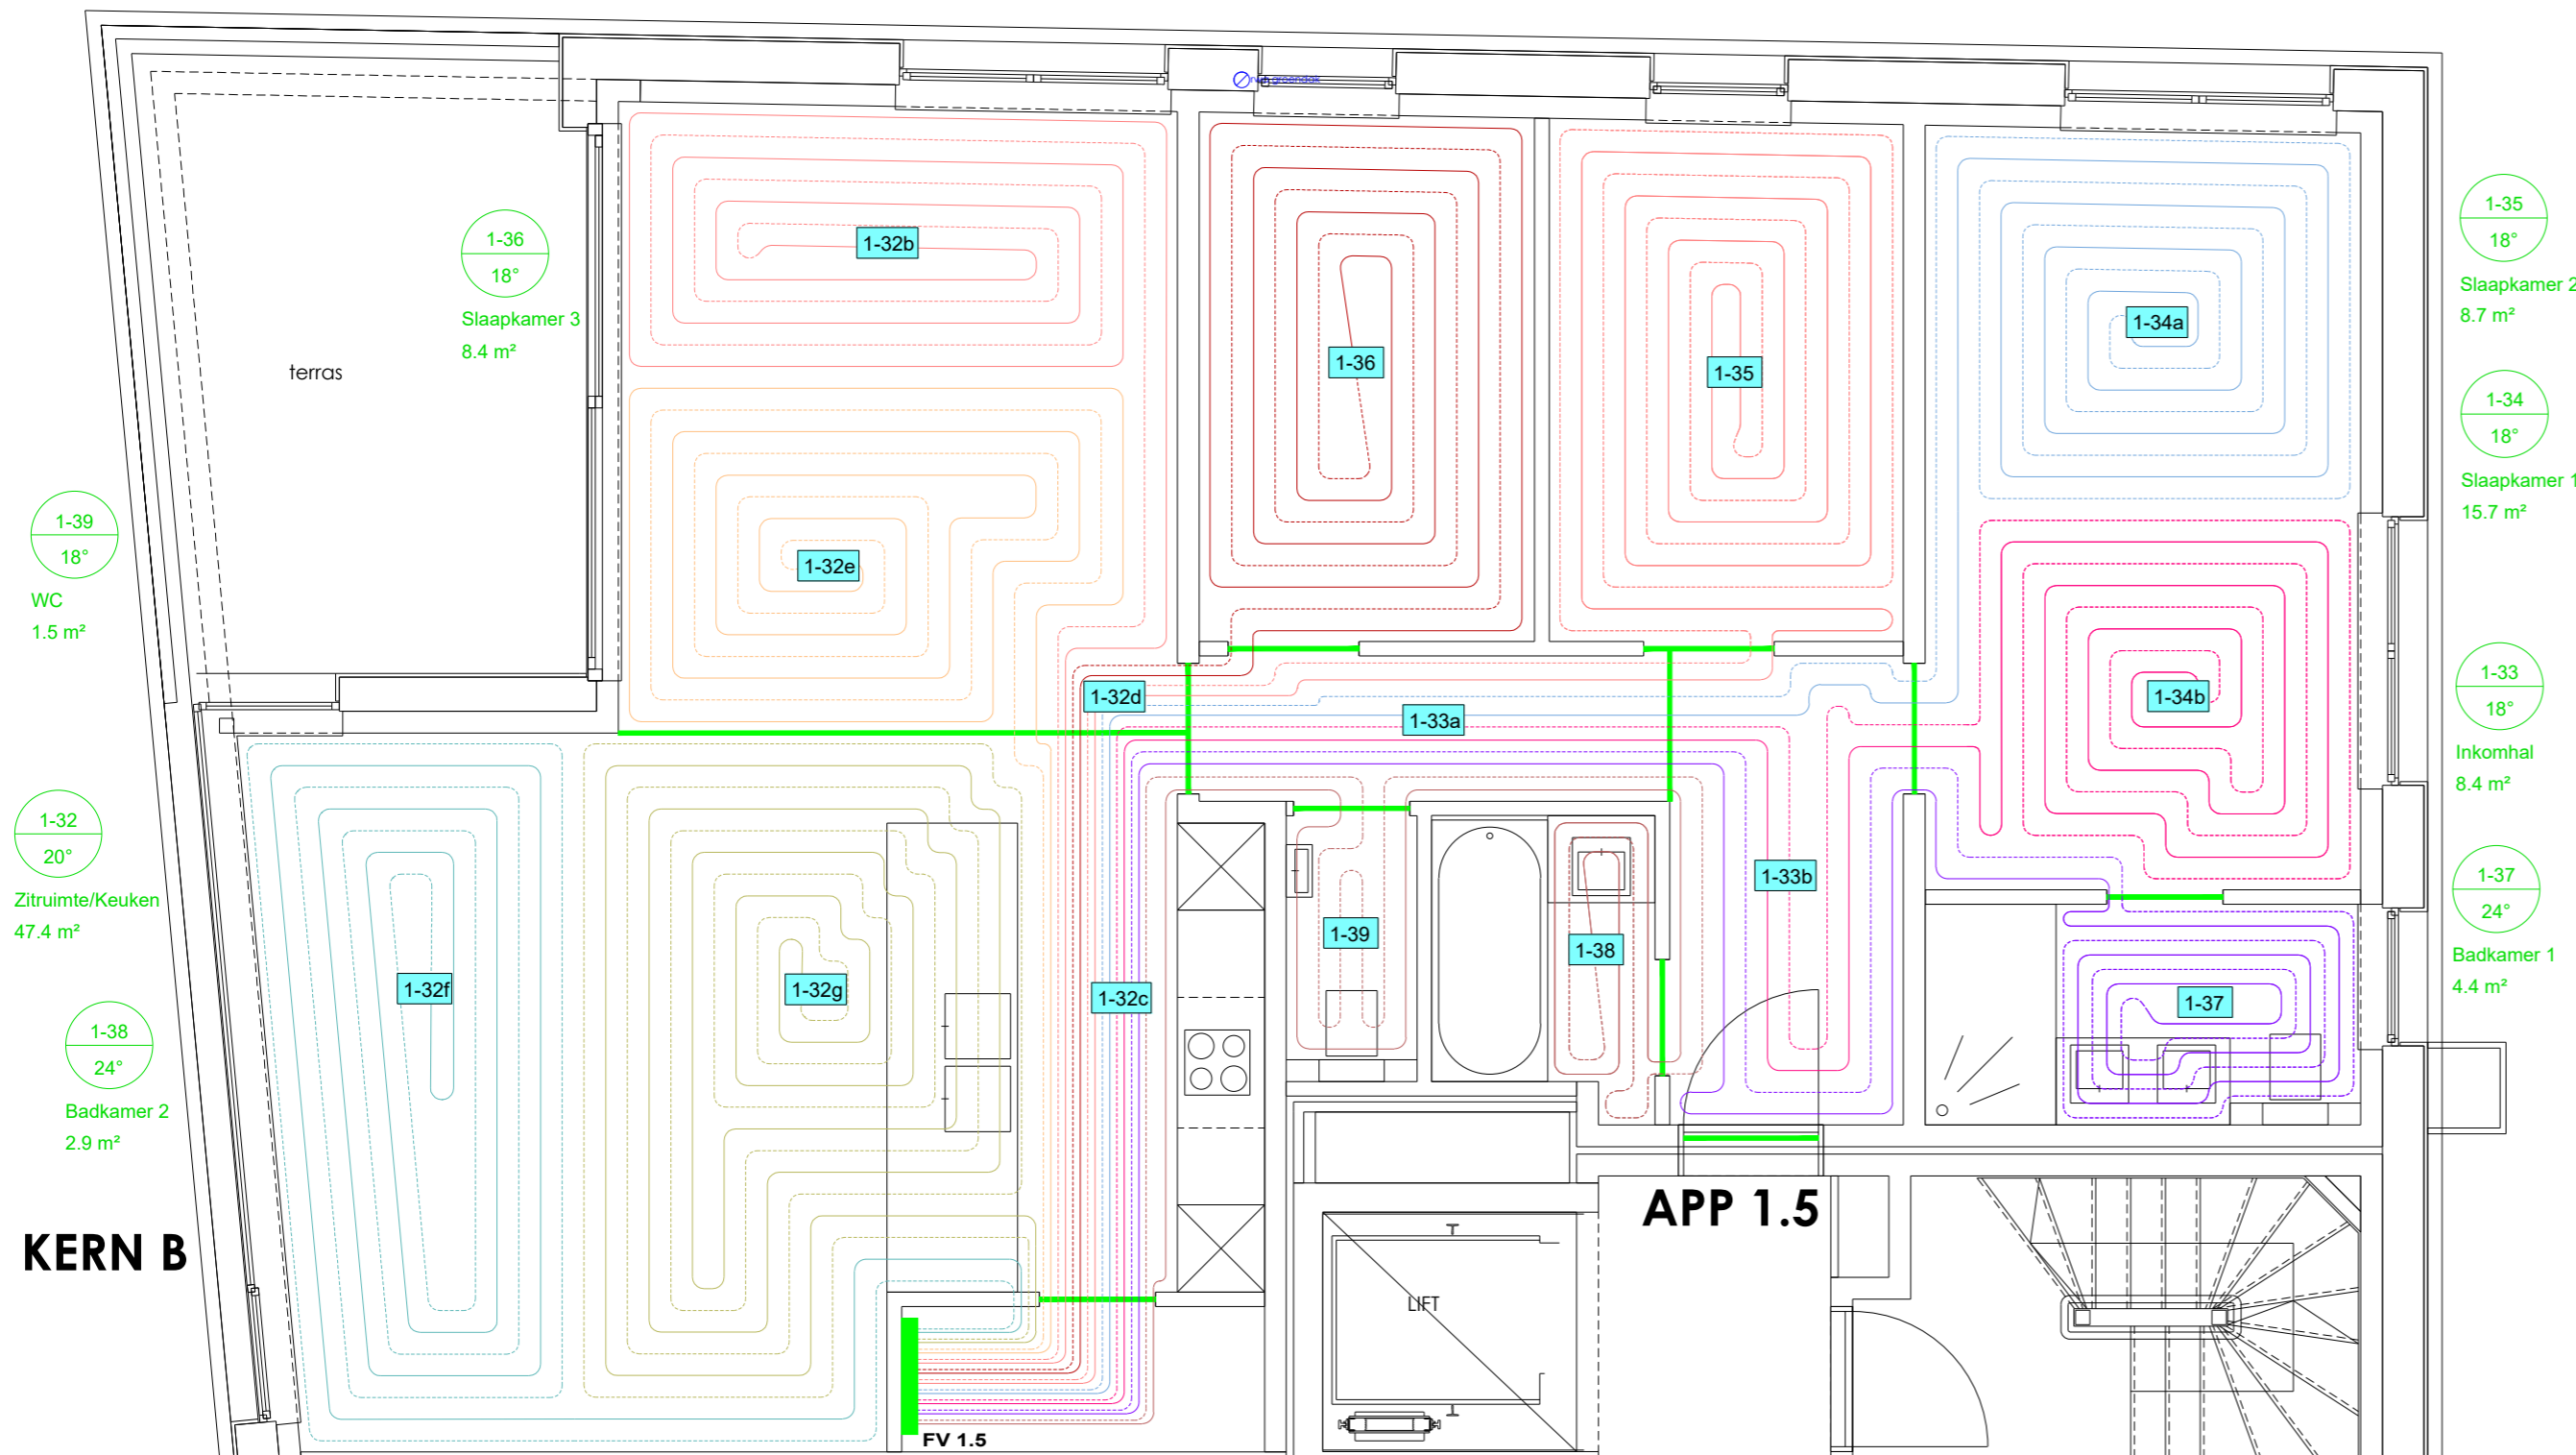 rvan groendak
1-36
18°
Slaapkamer 3
8.4 m²
terras
1-39
18°
WC
1.5 m²
1-32
20°
Zitruimte/Keuken
47.4 m²
1-38
24°
Badkamer 2
2.9 m²
KERN B
1-32b
1-32e
1-32f
1-32g
1-32d
1-32c
1-36
1-35
1-34a
1-34b
1-33a
1-33b
1-39
1-38
1-37
1-35
18°
Slaapkamer 2
8.7 m²
1-34
18°
Slaapkamer 1
15.7 m²
1-33
18°
Inkomhal
8.4 m²
1-37
24°
Badkamer 1
4.4 m²
APP 1.5
LIFT
FV 1.5